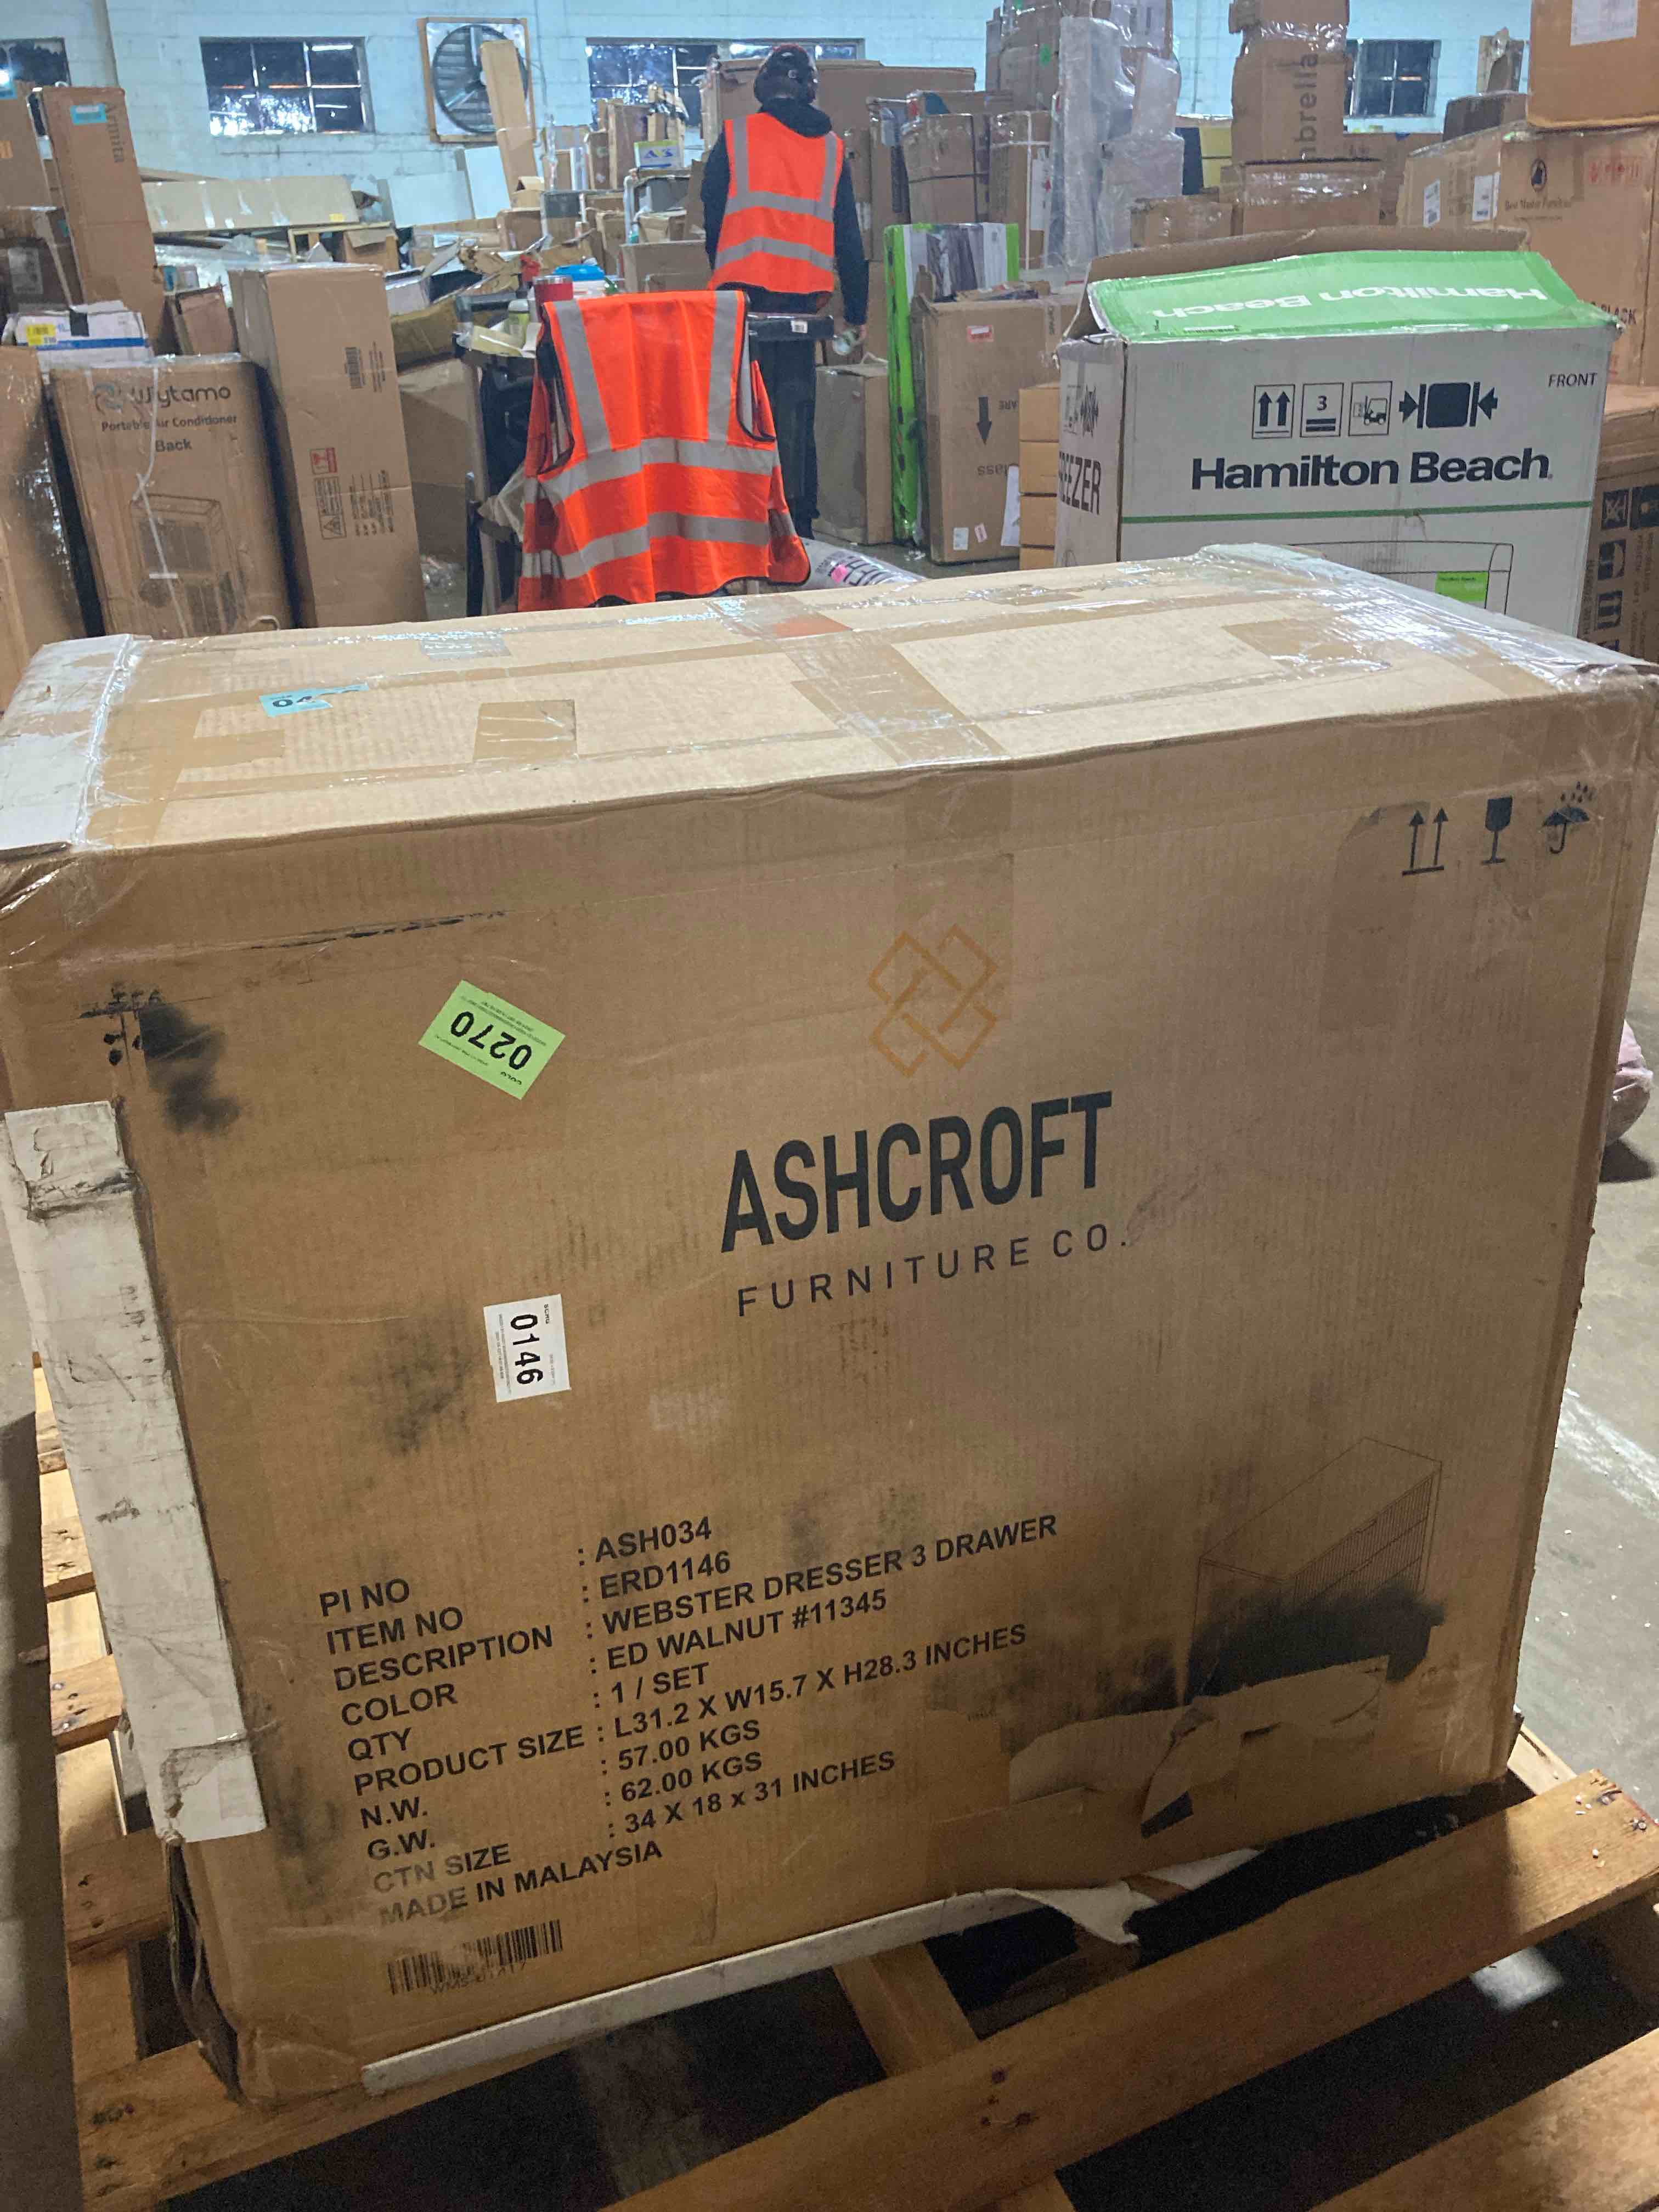 Wytamo
Portable Air Conditioner
Back
FRONT
3
Hamilton Beach
Hamilton Beach
0270
ASHCROFT
FURNITURE CO.
0146
PI NO : ASH034
ITEM NO : ERD1146
DESCRIPTION : WEBSTER DRESSER 3 DRAWER
COLOR : ED WALNUT #11345
QTY : 1 / SET
PRODUCT SIZE : L31.2 X W15.7 X H28.3 INCHES
N.W. : 57.00 KGS
G.W. : 62.00 KGS
CTN SIZE : 34 X 18 x 31 INCHES
MADE IN MALAYSIA